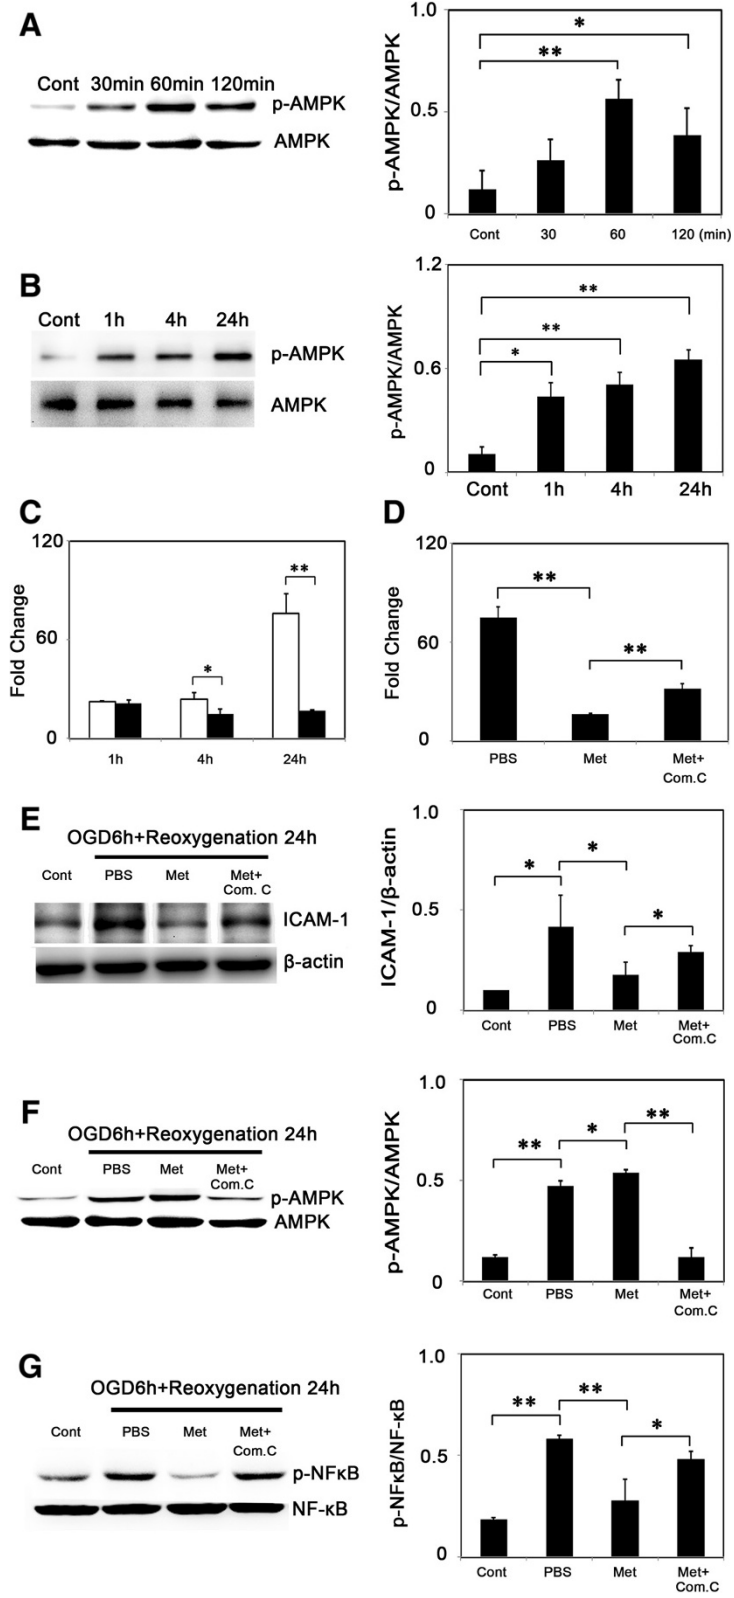 A
Cont 30min 60min 120min
p-AMPK
AMPK
p-AMPK/AMPK
1.0
0.5
0
* **
Cont 30 60 120 (min)
B
Cont 1h 4h 24h
p-AMPK
AMPK
p-AMPK/AMPK
1.2
0.6
0
**
**
*
Cont 1h 4h 24h
C
Fold Change
120
60
0
**
*
1h 4h 24h
D
Fold Change
120
60
0
**
**
PBS Met Met+
Com.C
E
OGD6h+Reoxygenation 24h
Cont PBS Met Met+
Com. C
ICAM-1
β-actin
ICAM-1/β-actin
1.0
0.5
0
* * *
Cont PBS Met Met+
Com.C
F
OGD6h+Reoxygenation 24h
Cont PBS Met Met+
Com.C
p-AMPK
AMPK
p-AMPK/AMPK
1.0
0.5
0
** * **
Cont PBS Met Met+
Com.C
G
OGD6h+Reoxygenation 24h
Cont PBS Met Met+
Com.C
p-NFκB
NF-κB
p-NFκB/NF-κB
1.0
0.5
0
** ** *
Cont PBS Met Met+
Com.C